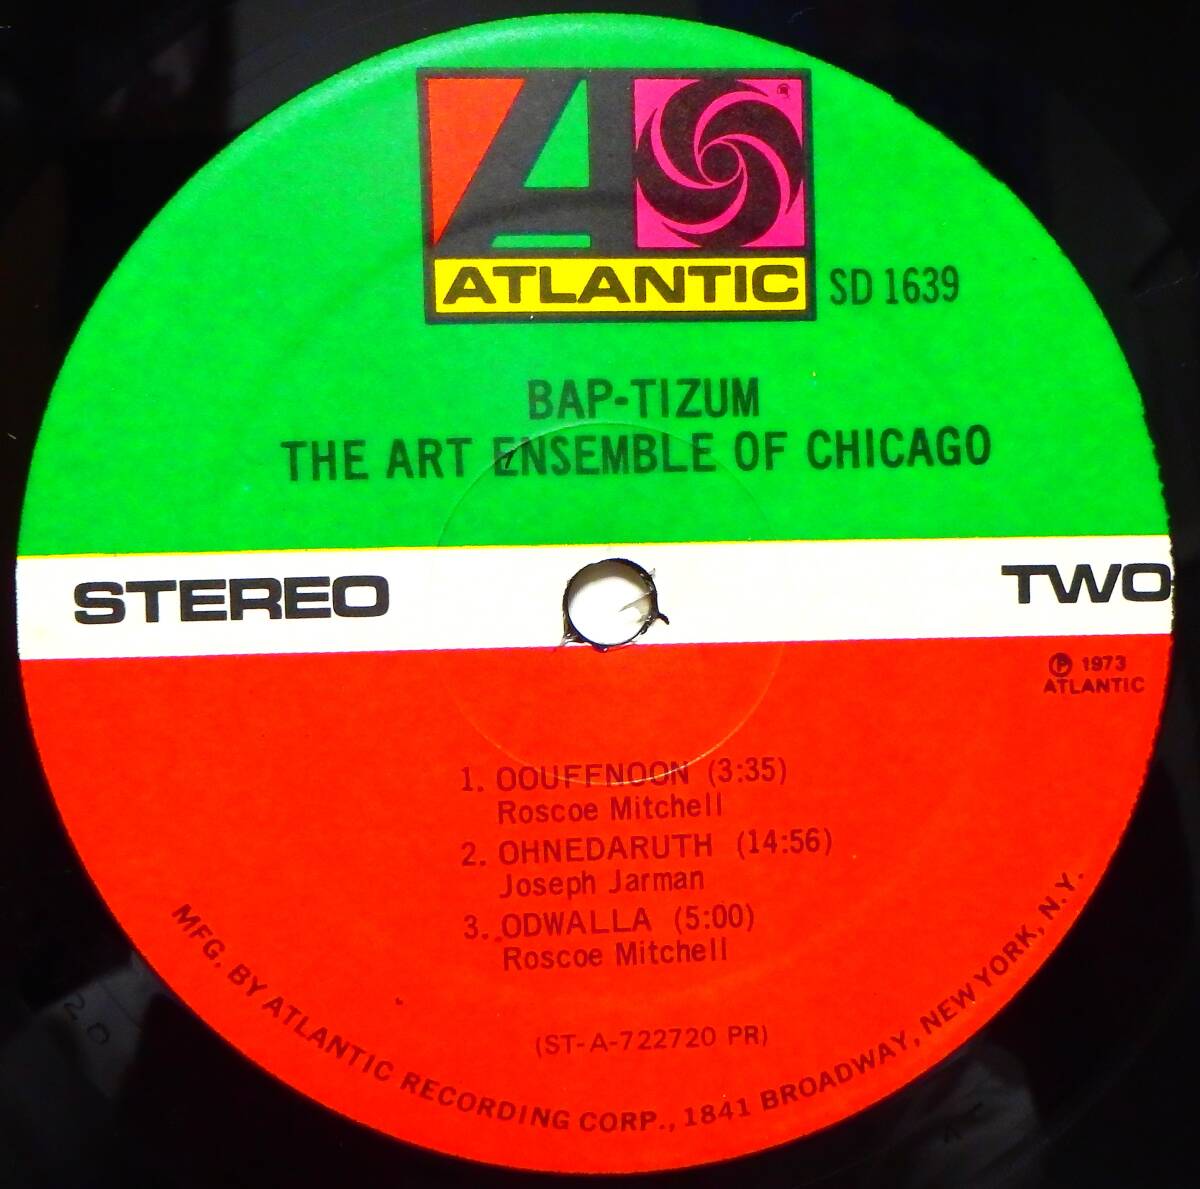 ATLANTIC
SD 1639
BAP-TIZUM
THE ART ENSEMBLE OF CHICAGO
STEREO
TWO
Ⓟ 1973
ATLANTIC
1. OOUFFNOON (3:35)
Roscoe Mitchell
2. OHNEDARUTH (14:56)
Joseph Jarman
3. ODWALLA (5:00)
Roscoe Mitchell
(ST-A-722720 PR)
MFG. BY ATLANTIC RECORDING CORP., 1841 BROADWAY, NEW YORK, N.Y.